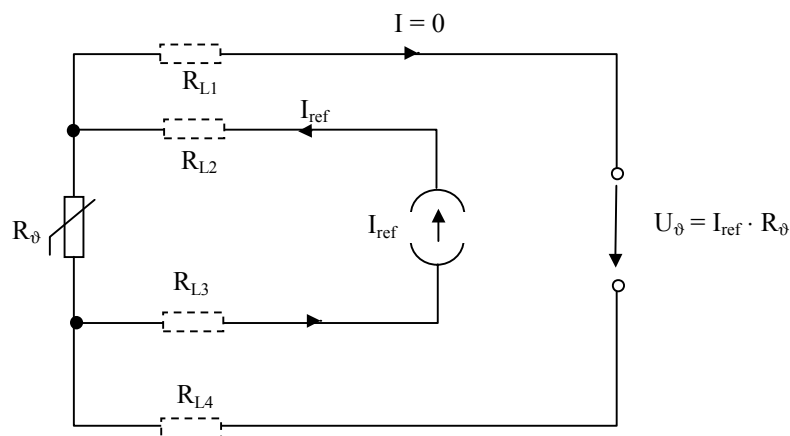 I = 0
R_L1
I_ref
R_L2
R_ϑ
I_ref
U_ϑ = I_ref · R_ϑ
R_L3
R_L4